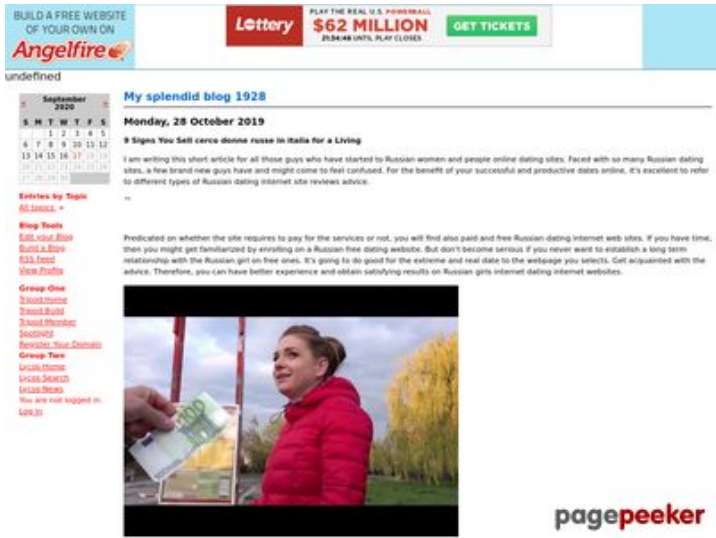 BUILD A FREE WEBSITE
OF YOUR OWN ON
Angelfire
Lottery
PLAY THE REAL U.S. POWERBALL
$62 MILLION
21:54:46 UNTIL PLAY CLOSES
GET TICKETS
undefined
September
2020
S M T W T F S
1 2 3 4 5
6 7 8 9 10 11 12
13 14 15 16 17 18 19
20 21 22 23 24 25 26
27 28 29 30
Entries by Topic
All topics «
Blog Tools
Edit your Blog
Build a Blog
RSS Feed
View Profile
Group One
Tripod Home
Tripod Build
Tripod Member
Spotlight
Register Your Domain
Group Two
Lycos Home
Lycos Search
Lycos News
You are not logged in.
Log in
My splendid blog 1928
Monday, 28 October 2019
9 Signs You Sell cerco donne russe in italia for a Living
I am writing this short article for all those guys who have started to Russian women and people online dating sites. Faced with so many Russian dating
sites, a few brand new guys have and might come to feel confused. For the benefit of your successful and productive dates online, it's excellent to refer
to different types of Russian dating internet site reviews advice.
Predicated on whether the site requires to pay for the services or not, you will find also paid and free Russian dating internet web sites. If you have time,
then you might get familiarized by enrolling on a Russian free dating website. But don't become serious if you never want to establish a long term
relationship with the Russian girl on free ones. It's going to do good for the extreme and real date to the webpage you selects. Get acquainted with the
advice. Therefore, you can have better experience and obtain satisfying results on Russian girls internet dating internet websites.
100
pagepeeker